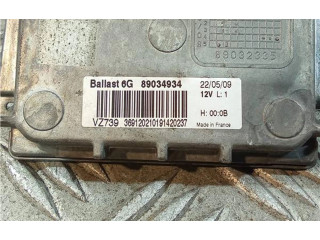 Ballast 6G 89034934 22/05/09
12V L: 1
H: 00:0B
VZ739 369120210191420237 Made in France